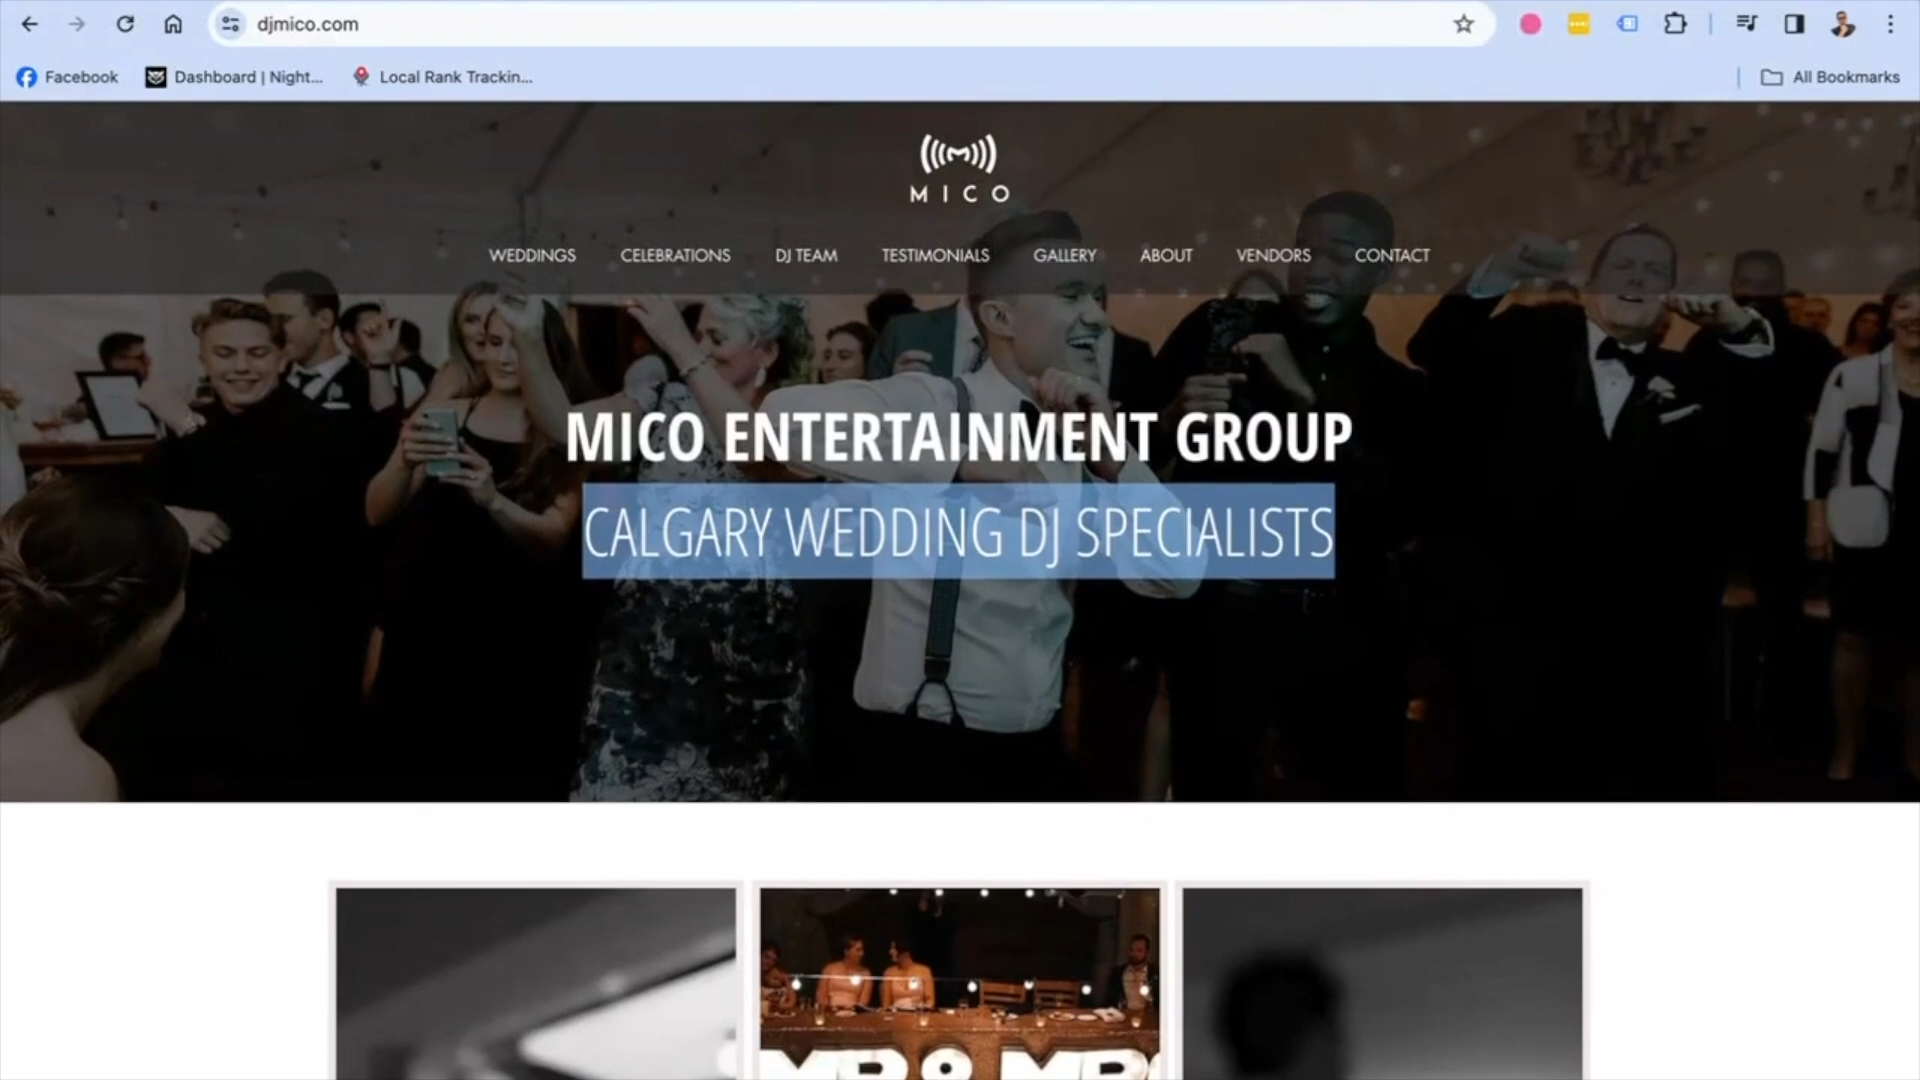 djmico.com
Facebook
Dashboard | Night...
Local Rank Trackin...
All Bookmarks
MICO
WEDDINGS
CELEBRATIONS
DJ TEAM
TESTIMONIALS
GALLERY
ABOUT
VENDORS
CONTACT
MICO ENTERTAINMENT GROUP
CALGARY WEDDING DJ SPECIALISTS